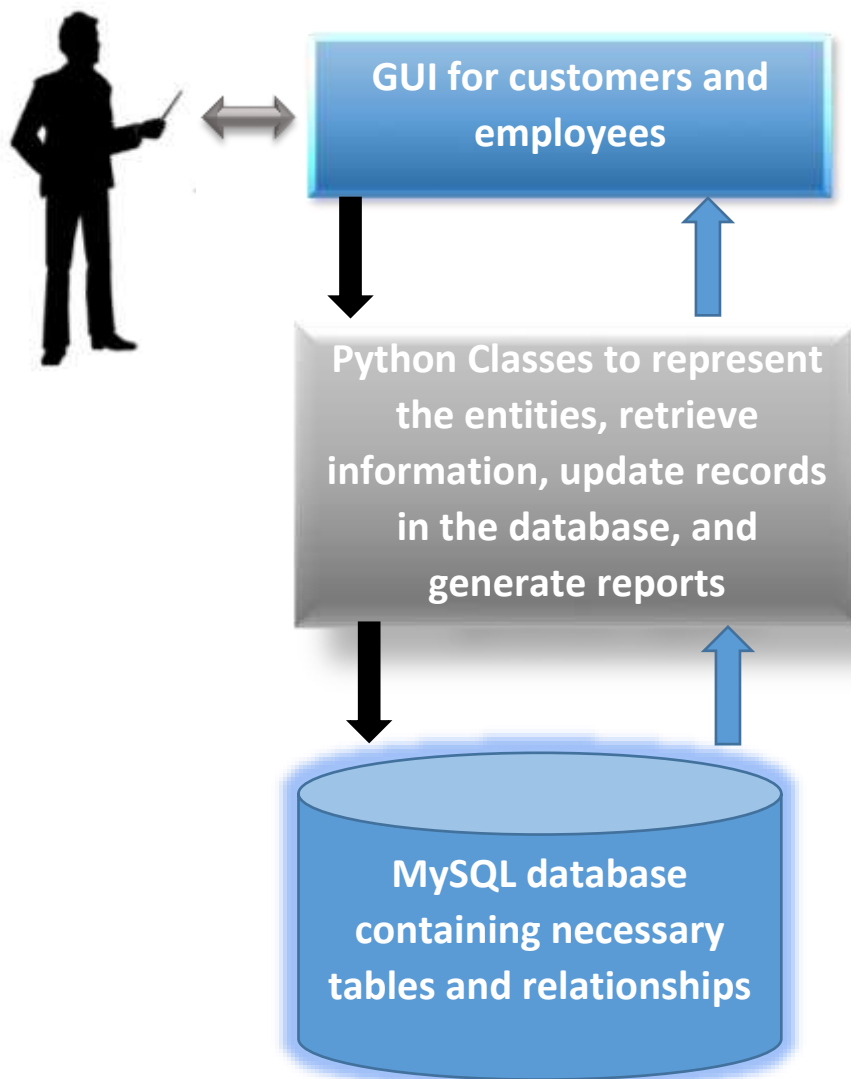 GUI for customers and
employees
Python Classes to represent
the entities, retrieve
information, update records
in the database, and
generate reports
MySQL database
containing necessary
tables and relationships